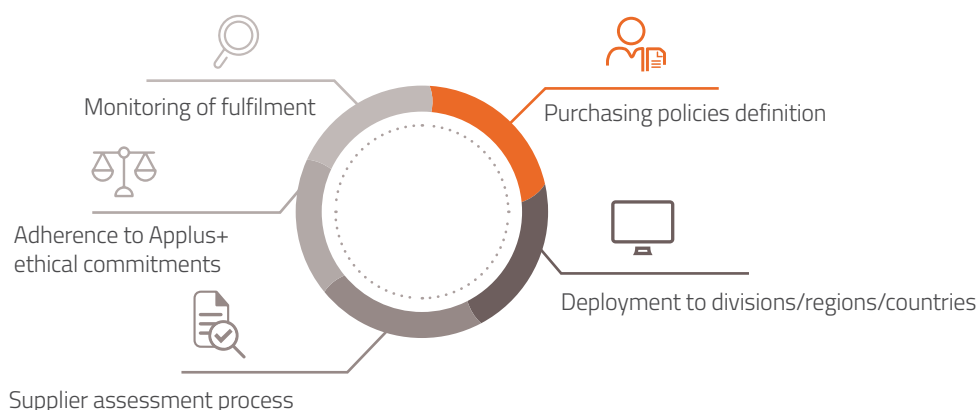 Monitoring of fulfilment
Purchasing policies definition
Adherence to Applus+
ethical commitments
Deployment to divisions/regions/countries
Supplier assessment process